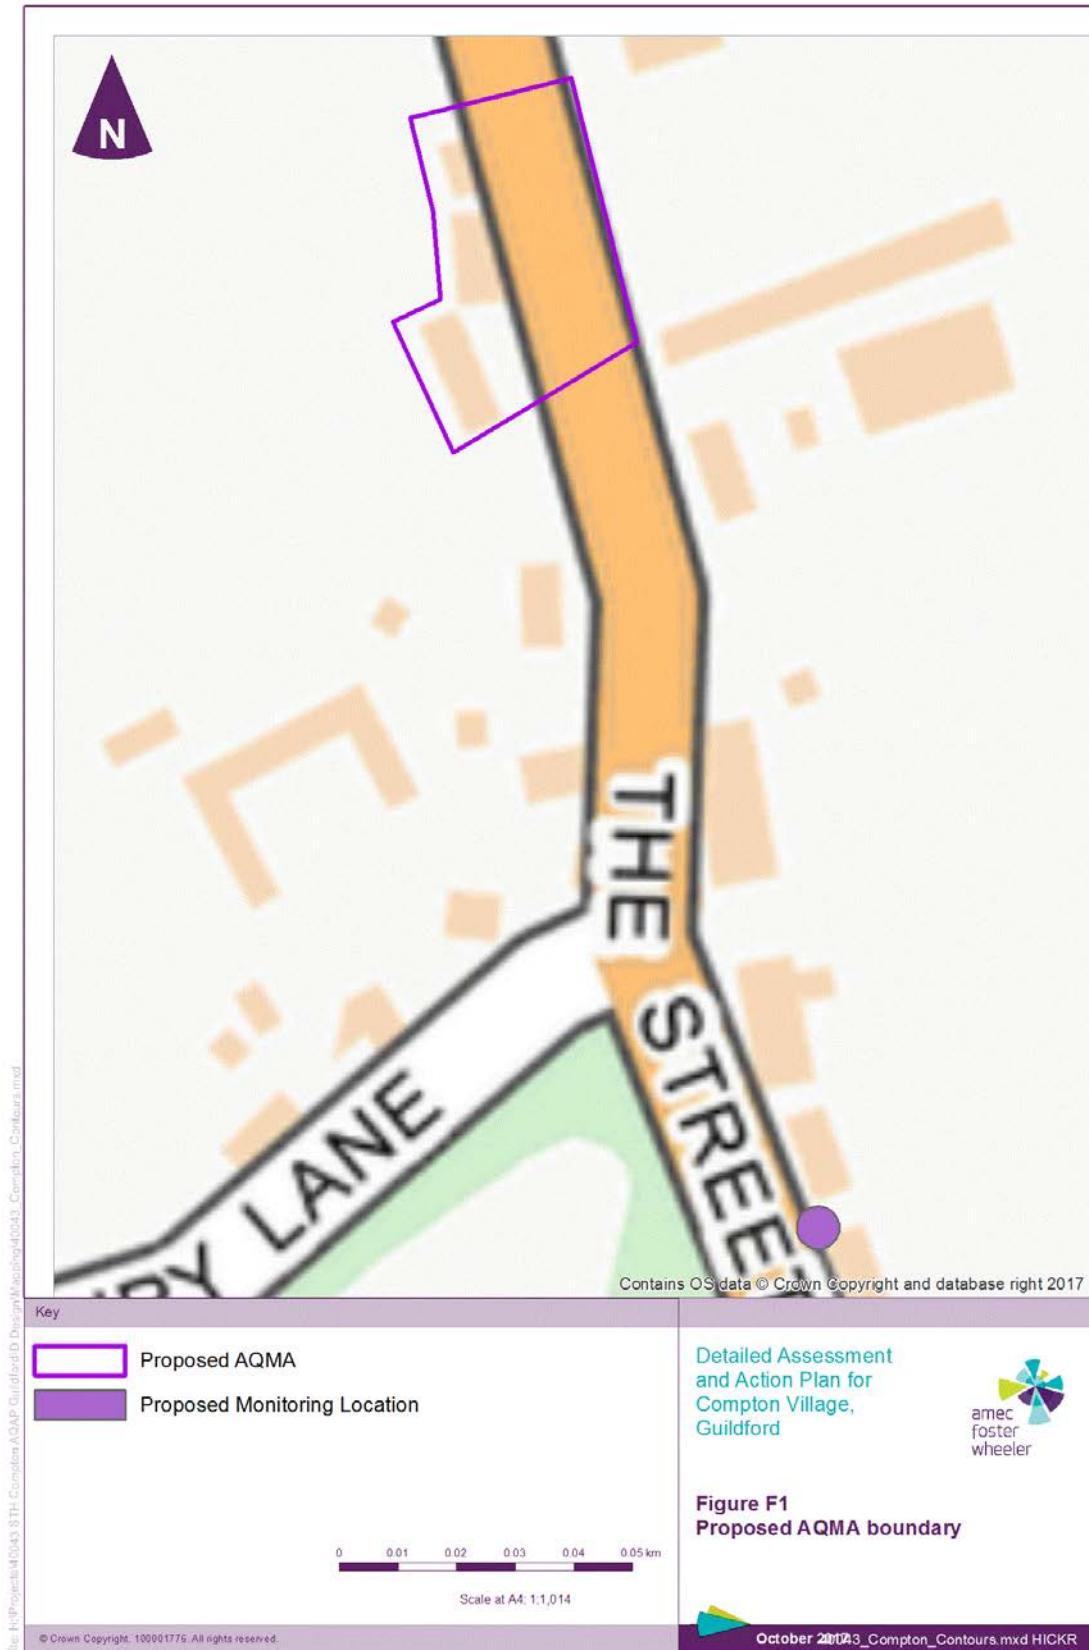 N
THE
STREET
LANE
Contains OS data © Crown Copyright and database right 2017
Key
Proposed AQMA
Proposed Monitoring Location
0 0.01 0.02 0.03 0.04 0.05 km
Scale at A4: 1:1,014
Detailed Assessment
and Action Plan for
Compton Village,
Guildford
amec
foster
wheeler
Figure F1
Proposed AQMA boundary
© Crown Copyright. 100001776. All rights reserved.
October 2017
40043_Compton_Contours.mxd HICKR